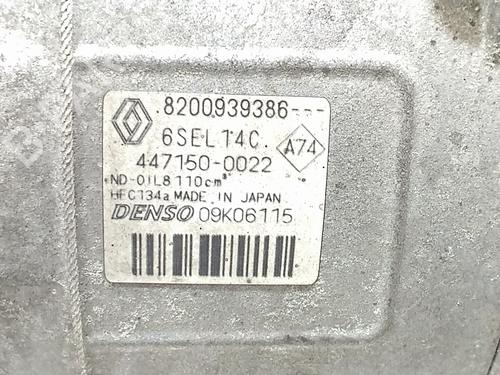 8200939386---
6SEL14C
A74
447150-0022
ND-OIL8 110cm³
HFC134a MADE IN JAPAN
DENSO 09K06115